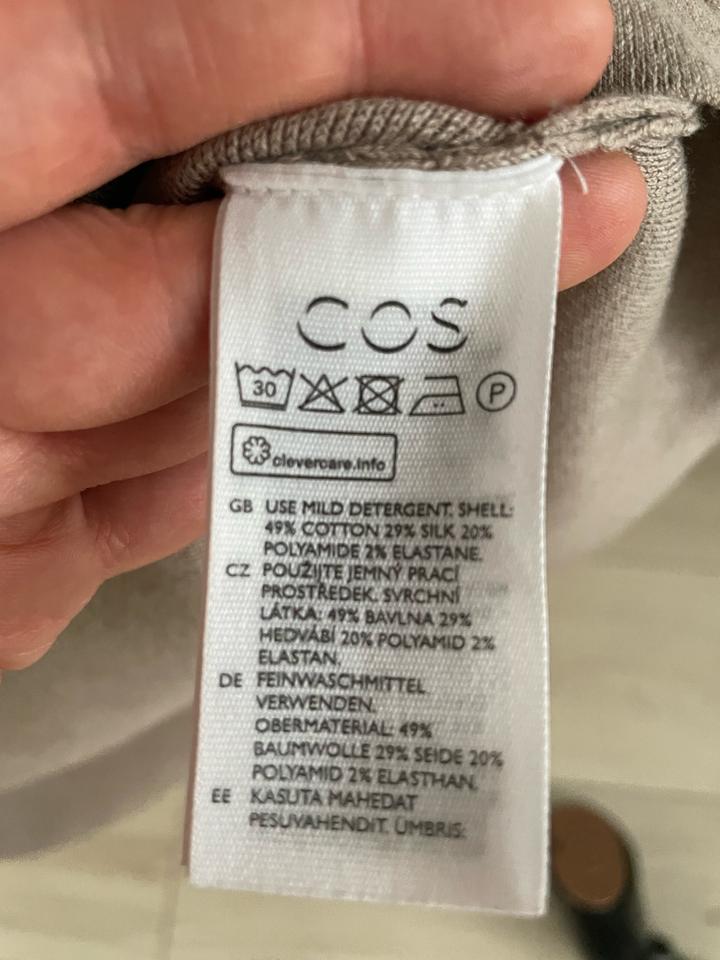 COS
30 P
clevercare.info
GB USE MILD DETERGENT. SHELL:
49% COTTON 29% SILK 20%
POLYAMIDE 2% ELASTANE.
CZ POUŽIJTE JEMNÝ PRACÍ
PROSTŘEDEK. SVRCHNÍ
LÁTKA: 49% BAVLNA 29%
HEDVÁBÍ 20% POLYAMID 2%
ELASTAN.
DE FEINWASCHMITTEL
VERWENDEN.
OBERMATERIAL: 49%
BAUMWOLLE 29% SEIDE 20%
POLYAMID 2% ELASTHAN.
EE KASUTA MAHEDAT
PESUVAHENDIT. ÜMBRIS: